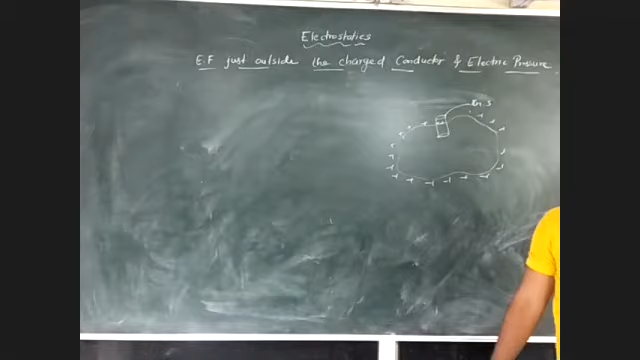 Electrostatics
E.F just outside the charged Conductor & Electric Pressure